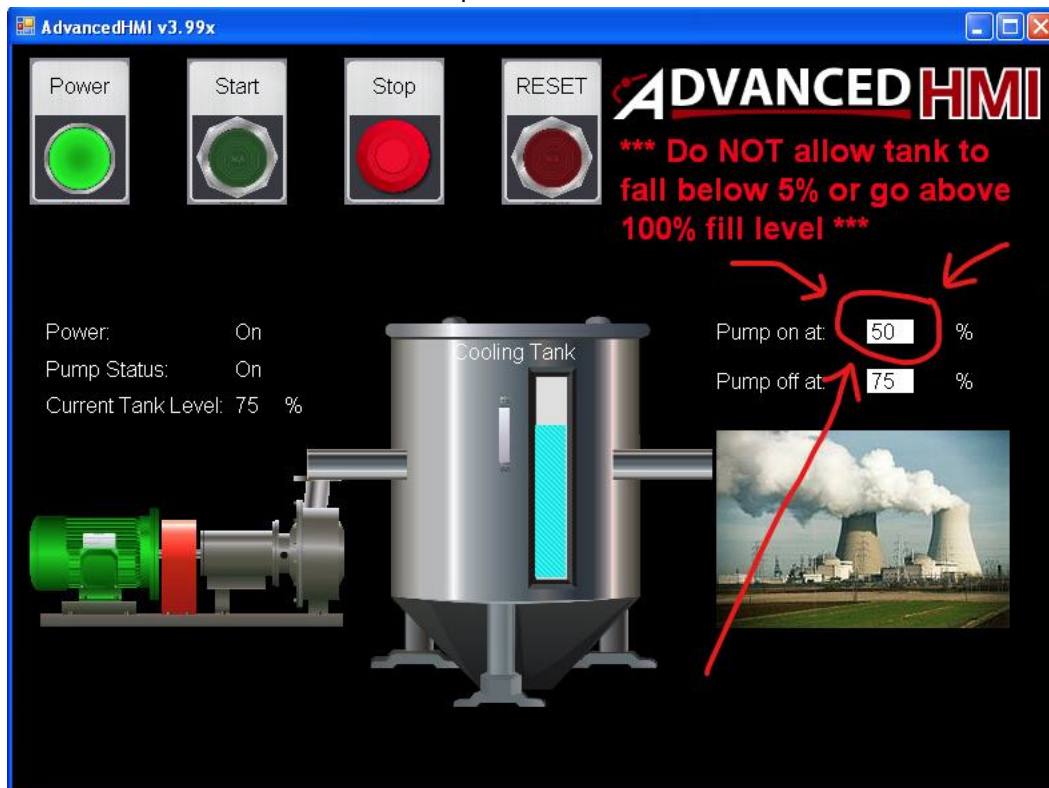 AdvancedHMI v3.99x
Power
Start
Stop
RESET
ADVANCED HMI
*** Do NOT allow tank to
fall below 5% or go above
100% fill level ***
Power: On
Pump Status: On
Current Tank Level: 75 %
Cooling Tank
Pump on at: 50 %
Pump off at: 75 %